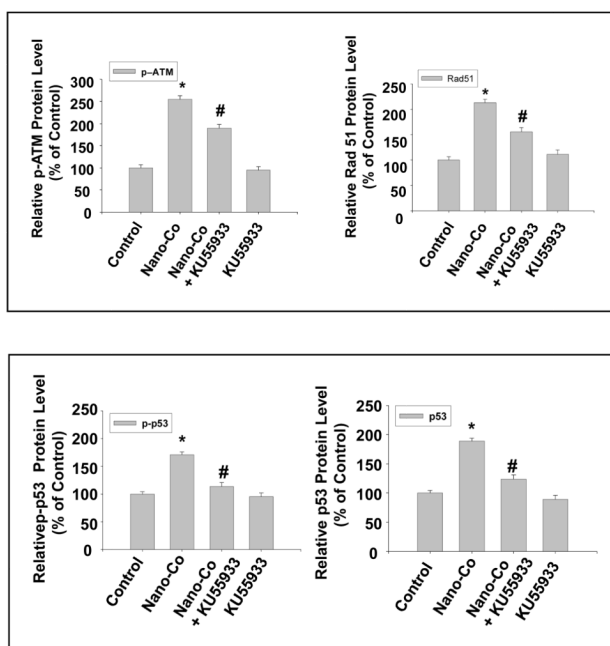 Relative p-ATM Protein Level
(% of Control)
300
250
200
150
100
50
0
p–ATM
*
#
Control
Nano-Co
Nano-Co
+ KU55933
KU55933
Relative Rad 51 Protein Level
(% of Control)
250
200
150
100
50
0
Rad51
*
#
Control
Nano-Co
Nano-Co
+ KU55933
KU55933
Relativep-p53 Protein Level
(% of Control)
250
200
150
100
50
0
p-p53
*
#
Control
Nano-Co
Nano-Co
+ KU55933
KU55933
Relative p53 Protein Level
(% of Control)
250
200
150
100
50
0
p53
*
#
Control
Nano-Co
Nano-Co
+ KU55933
KU55933